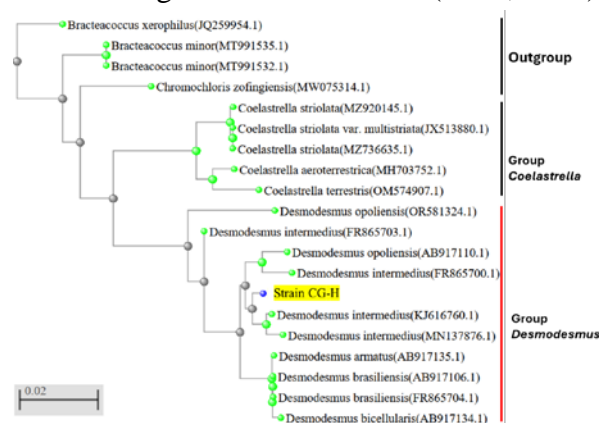 Bracteacoccus xerophilus(JQ259954.1)
Bracteacoccus minor(MT991535.1)
Bracteacoccus minor(MT991532.1)
Outgroup
Chromochloris zofingiensis(MW075314.1)
Coelastrella striolata(MZ920145.1)
Coelastrella striolata var. multistriata(JX513880.1)
Coelastrella striolata(MZ736635.1)
Group
Coelastrella
Coelastrella aeroterrestrica(MH703752.1)
Coelastrella terrestris(OM574907.1)
Desmodesmus opoliensis(OR581324.1)
Desmodesmus intermedius(FR865703.1)
Desmodesmus opoliensis(AB917110.1)
Desmodesmus intermedius(FR865700.1)
Strain CG-H
Desmodesmus intermedius(KJ616760.1)
Group
Desmodesmus
Desmodesmus intermedius(MN137876.1)
Desmodesmus armatus(AB917135.1)
Desmodesmus brasiliensis(AB917106.1)
Desmodesmus brasiliensis(FR865704.1)
Desmodesmus bicellularis(AB917134.1)
0.02